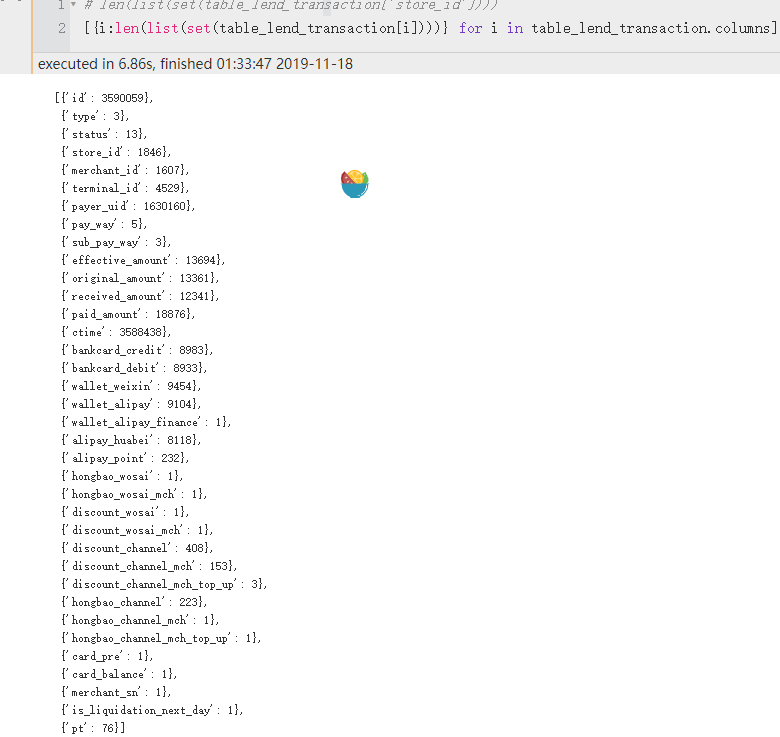 1 # len(list(set(table_lend_transaction['store_id'])))
2 [{i:len(list(set(table_lend_transaction[i])))} for i in table_lend_transaction.columns]
executed in 6.86s, finished 01:33:47 2019-11-18
[{'id': 3590059},
{'type': 3},
{'status': 13},
{'store_id': 1846},
{'merchant_id': 1607},
{'terminal_id': 4529},
{'payer_uid': 1630160},
{'pay_way': 5},
{'sub_pay_way': 3},
{'effective_amount': 13694},
{'original_amount': 13361},
{'received_amount': 12341},
{'paid_amount': 18876},
{'ctime': 3588438},
{'bankcard_credit': 8983},
{'bankcard_debit': 8933},
{'wallet_weixin': 9454},
{'wallet_alipay': 9104},
{'wallet_alipay_finance': 1},
{'alipay_huabei': 8118},
{'alipay_point': 232},
{'hongbao_wosai': 1},
{'hongbao_wosai_mch': 1},
{'discount_wosai': 1},
{'discount_wosai_mch': 1},
{'discount_channel': 408},
{'discount_channel_mch': 153},
{'discount_channel_mch_top_up': 3},
{'hongbao_channel': 223},
{'hongbao_channel_mch': 1},
{'hongbao_channel_mch_top_up': 1},
{'card_pre': 1},
{'card_balance': 1},
{'merchant_sn': 1},
{'is_liquidation_next_day': 1},
{'pt': 76}]